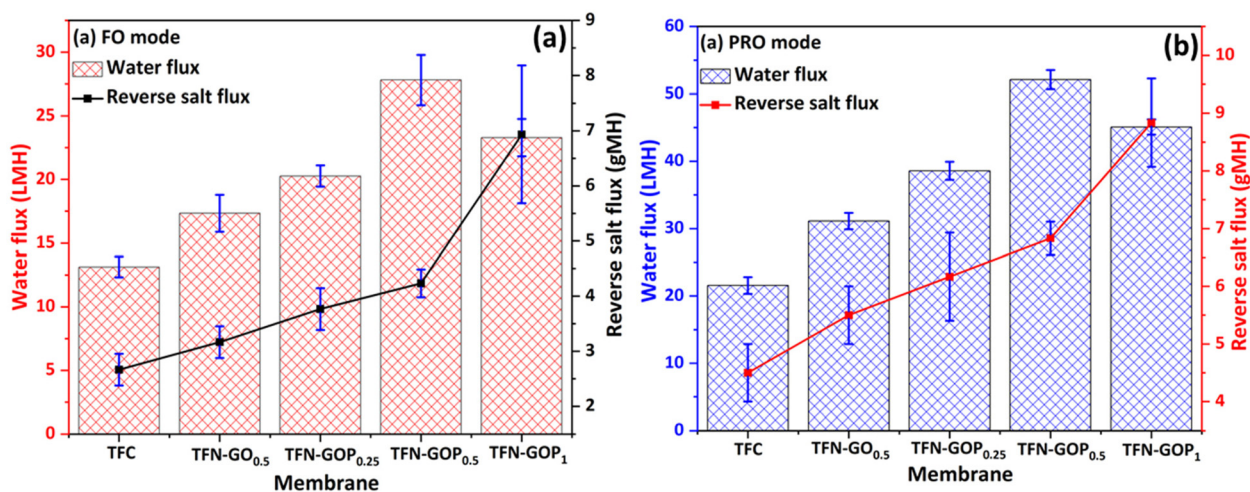 (a) FO mode
(a)
Water flux
Reverse salt flux
Water flux (LMH)
30
25
20
15
10
5
0
Reverse salt flux (gMH)
9
8
7
6
5
4
3
2
TFC
TFN-GO0.5
TFN-GOP0.25
TFN-GOP0.5
TFN-GOP1
Membrane
(a) PRO mode
(b)
Water flux
Reverse salt flux
Water flux (LMH)
60
50
40
30
20
10
0
Reverse salt flux (gMH)
10
9
8
7
6
5
4
TFC
TFN-GO0.5
TFN-GOP0.25
TFN-GOP0.5
TFN-GOP1
Membrane